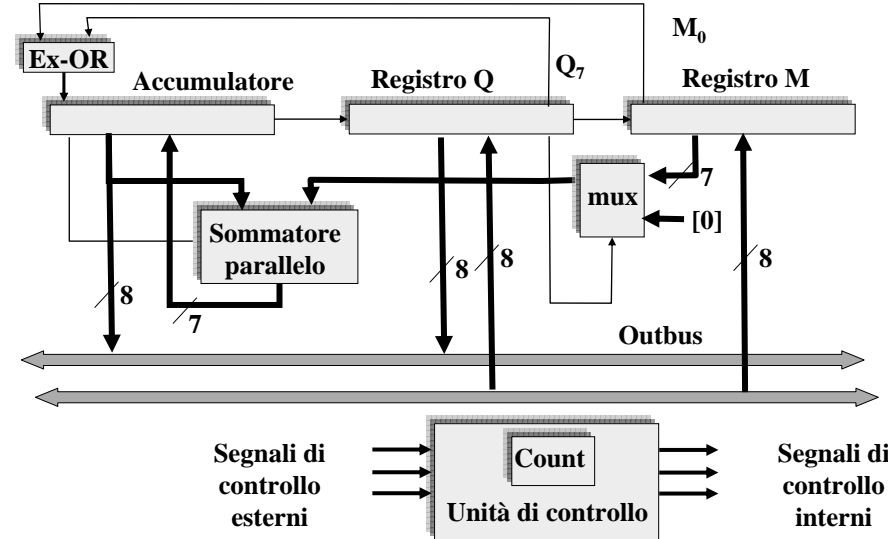 M₀
Ex-OR
Accumulatore
Registro Q
Q₇
Registro M
7
mux
[0]
Sommatore
parallelo
8
7
8
8
8
Outbus
Segnali di
controllo
esterni
Count
Unità di controllo
Segnali di
controllo
interni